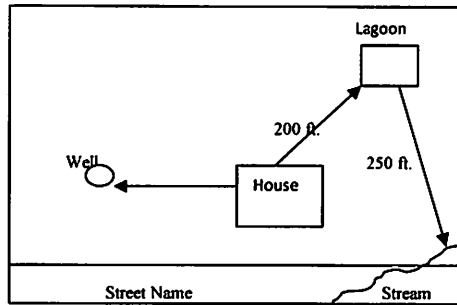 Lagoon
200 ft.
250 ft.
Well
House
Street Name
Stream